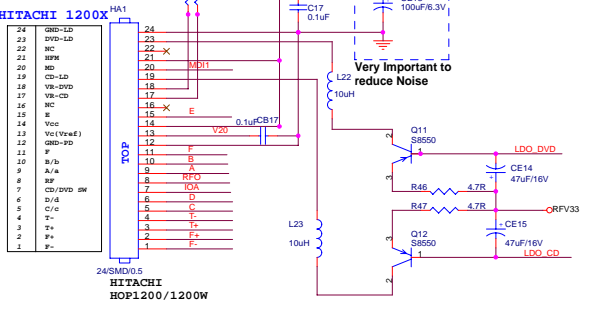 HITACHI 1200X
HA1
C17
0.1uF
100uF/6.3V
Very Important to
reduce Noise
24 GND-LD
23 DVD-LD
22 NC
21 HFM
20 MD
19 CD-LD
18 VR-DVD
17 VR-CD
16 NC
15 E
14 Vcc
13 Vc(Vref)
12 GND-PD
11 F
10 B/b
9 A/a
8 RF
7 CD/DVD SW
6 D/d
5 C/c
4 T-
3 T+
2 F+
1 F-
TOP
24
23
22
21
20
19
18
17
16
15
14
13
12
11
10
9
8
7
6
5
4
3
2
1
MDI1
E
0.1uF CB17
V20
F
B
A
RFO
IOA
D
C
T-
T+
F+
F-
24/SMD/0.5
HITACHI
HOP1200/1200W
L22
10uH
L23
10uH
Q11
S8550
2
1
3
LDO_DVD
CE14
47uF/16V
R46 4.7R
R47 4.7R
RFV33
CE15
47uF/16V
Q12
S8550
3
1
2
LDO_CD